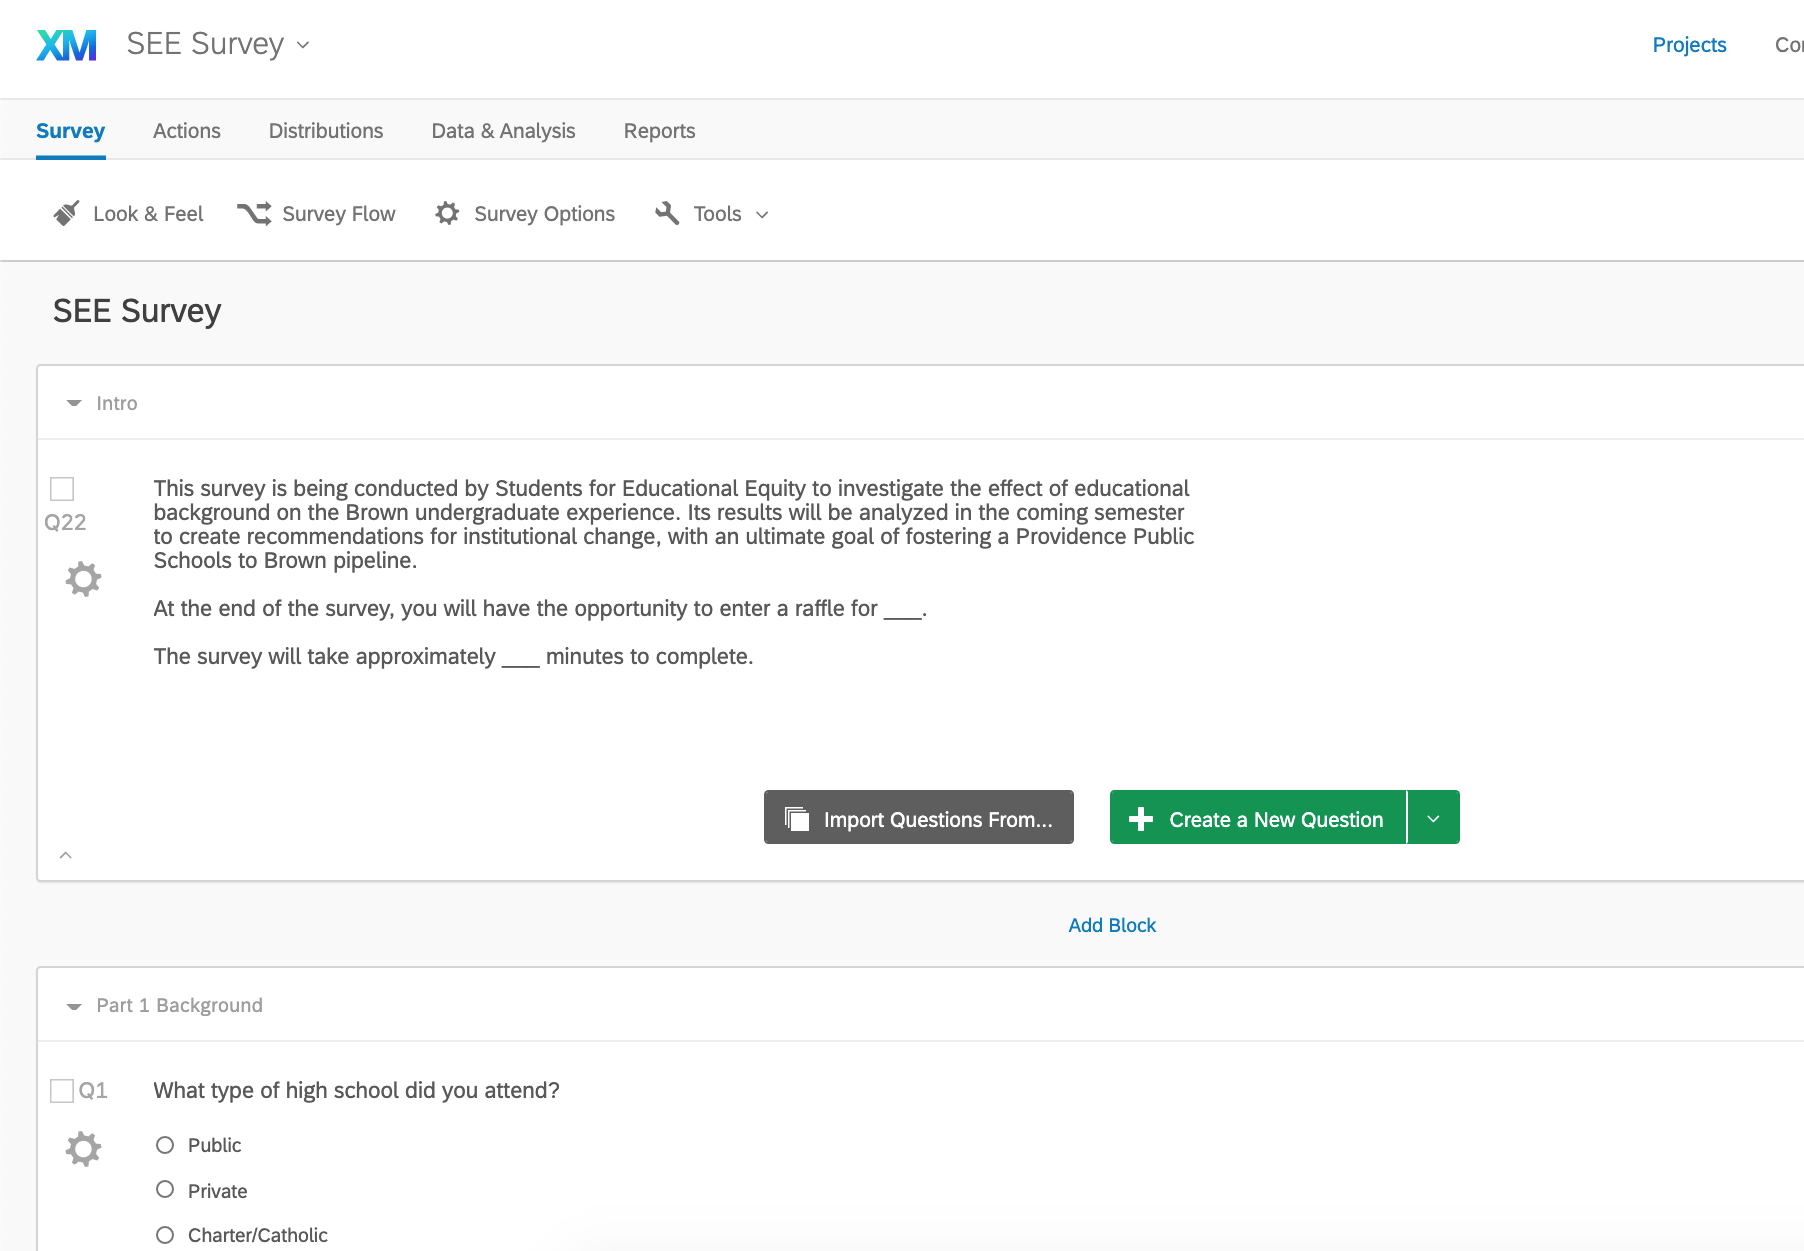 XM SEE Survey
Projects
Survey Actions Distributions Data & Analysis Reports
Look & Feel Survey Flow Survey Options Tools
SEE Survey
Intro
Q22
This survey is being conducted by Students for Educational Equity to investigate the effect of educational
background on the Brown undergraduate experience. Its results will be analyzed in the coming semester
to create recommendations for institutional change, with an ultimate goal of fostering a Providence Public
Schools to Brown pipeline.
At the end of the survey, you will have the opportunity to enter a raffle for ____.
The survey will take approximately ____ minutes to complete.
Import Questions From...
Create a New Question
Add Block
Part 1 Background
Q1 What type of high school did you attend?
Public
Private
Charter/Catholic